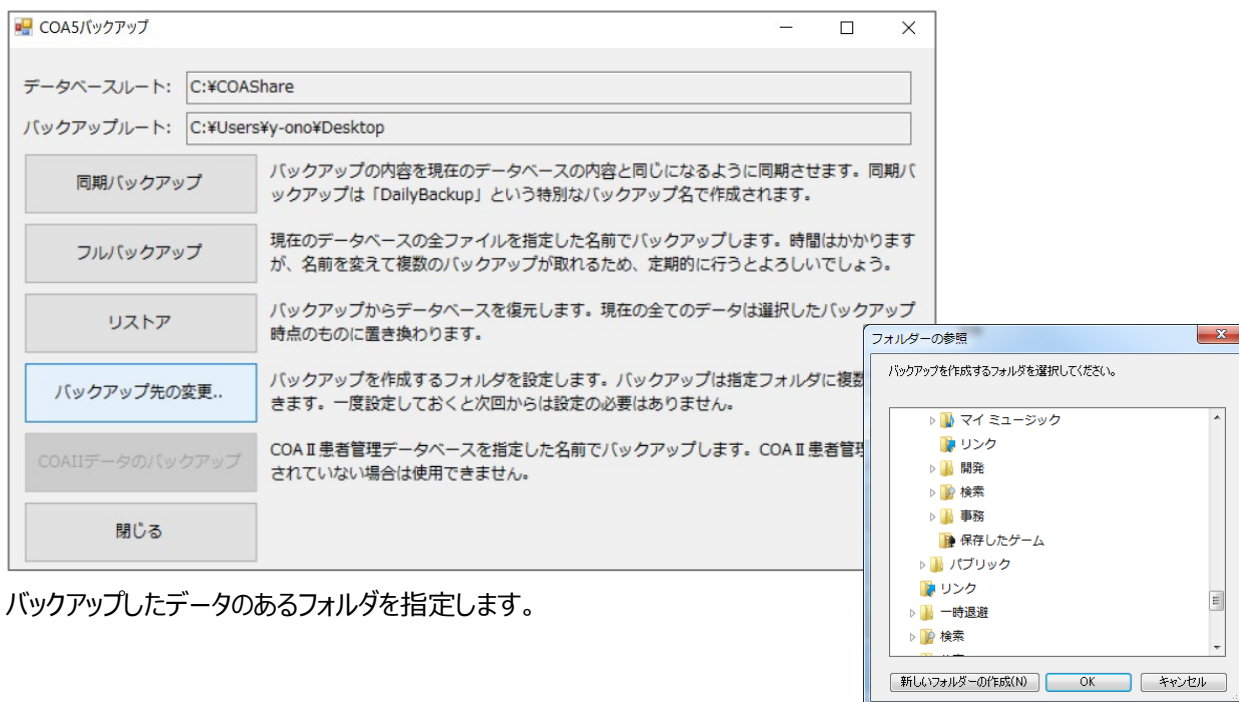 COA5バックアップ
データベースルート: C:¥COAShare
バックアップルート: C:¥Users¥y-ono¥Desktop
同期バックアップ
バックアップの内容を現在のデータベースの内容と同じになるように同期させます。同期バ
ックアップは「DailyBackup」という特別なバックアップ名で作成されます。
フルバックアップ
現在のデータベースの全ファイルを指定した名前でバックアップします。時間はかかります
が、名前を変えて複数のバックアップが取れるため、定期的に行うとよろしいでしょう。
リストア
バックアップからデータベースを復元します。現在の全てのデータは選択したバックアップ
時点のものに置き換わります。
バックアップ先の変更..
バックアップを作成するフォルダを設定します。バックアップは指定フォルダに複数
きます。一度設定しておくと次回からは設定の必要はありません。
COAIIデータのバックアップ
COAⅡ患者管理データベースを指定した名前でバックアップします。COAⅡ患者管理
されていない場合は使用できません。
閉じる
フォルダーの参照
バックアップを作成するフォルダを選択してください。
マイ ミュージック
リンク
開発
検索
事務
保存したゲーム
パブリック
リンク
一時退避
検索
新しいフォルダーの作成(N)
OK
キャンセル
バックアップしたデータのあるフォルダを指定します。